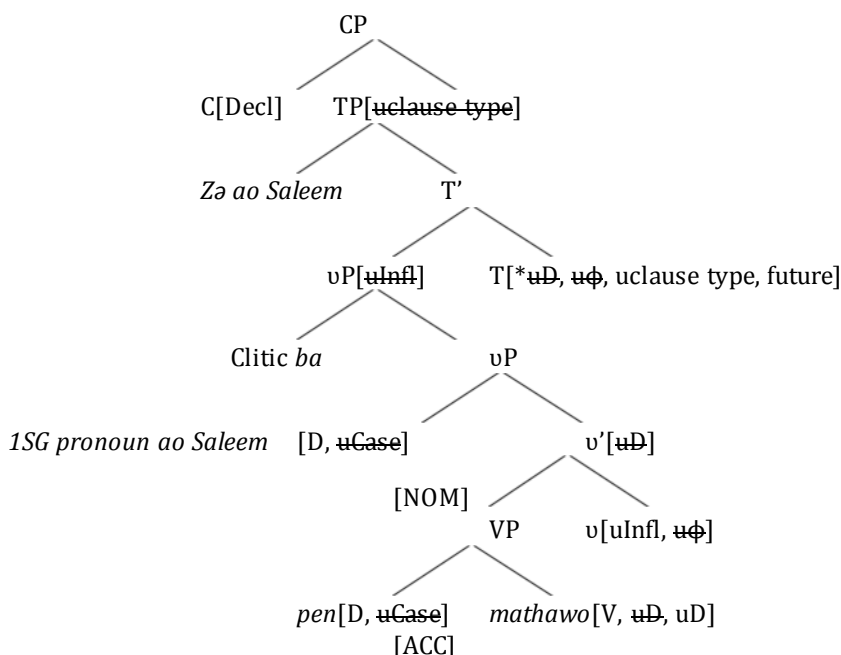 CP
C[Decl] TP[uclause type]
Zə ao Saleem T’
υP[uInfl] T[*uD, uϕ, uclause type, future]
Clitic ba υP
1SG pronoun ao Saleem [D, uCase] υ’[uD]
[NOM]
VP υ[uInfl, uϕ]
pen[D, uCase] mathawo[V, uD, uD]
[ACC]